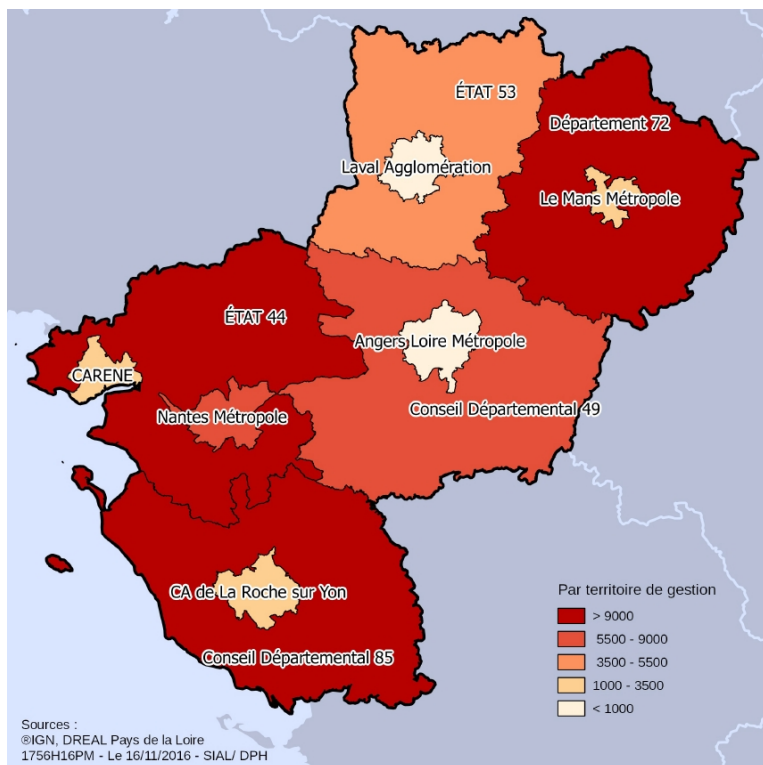 ÉTAT 53
Département 72
Laval Agglomération
Le Mans Métropole
ÉTAT 44
Angers Loire Métropole
CARENE
Nantes Métropole
Conseil Départemental 49
CA de La Roche sur Yon
Conseil Départemental 85
Par territoire de gestion
> 9000
5500 - 9000
3500 - 5500
1000 - 3500
< 1000
Sources :
®IGN, DREAL Pays de la Loire
1756H16PM - Le 16/11/2016 - SIAL/ DPH